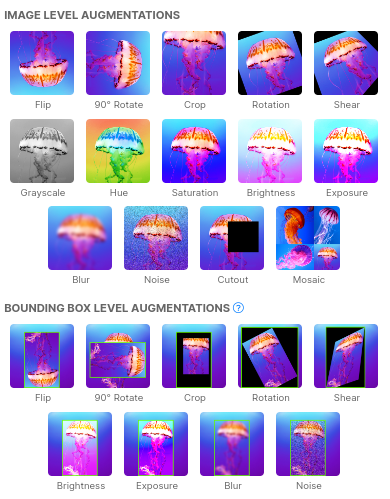 IMAGE LEVEL AUGMENTATIONS
Flip 90° Rotate Crop Rotation Shear
Grayscale Hue Saturation Brightness Exposure
Blur Noise Cutout Mosaic
BOUNDING BOX LEVEL AUGMENTATIONS ?
Flip 90° Rotate Crop Rotation Shear
Brightness Exposure Blur Noise